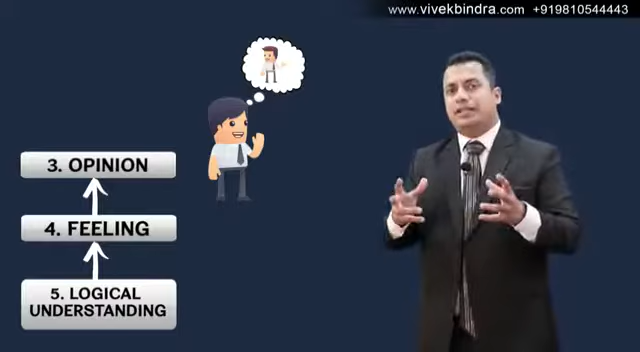 www.vivekbindra.com +919810544443
3. OPINION
4. FEELING
5. LOGICAL
UNDERSTANDING